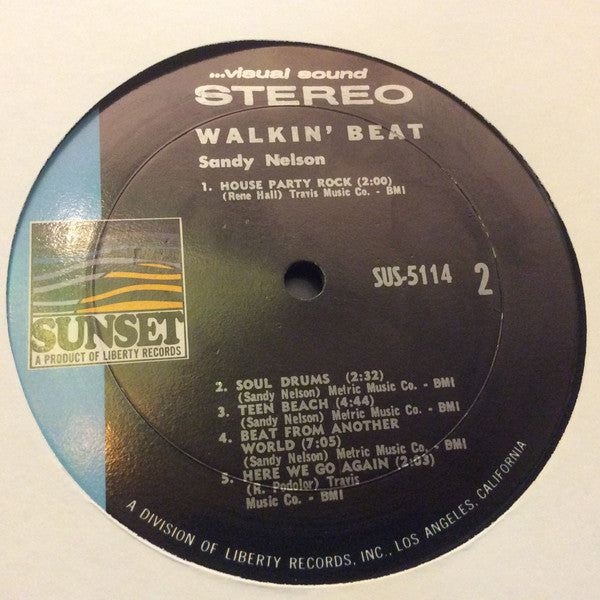 ...visual sound
STEREO
WALKIN' BEAT
Sandy Nelson
1. HOUSE PARTY ROCK (2:00)
(Rene Hall) Travis Music Co. - BMI
SUS-5114 2
SUNSET
A PRODUCT OF LIBERTY RECORDS
2. SOUL DRUMS (2:32)
(Sandy Nelson) Metric Music Co. - BMI
3. TEEN BEACH (4:44)
(Sandy Nelson) Metric Music Co. - BMI
4. BEAT FROM ANOTHER
WORLD (7:05)
(Sandy Nelson) Metric Music Co. - BMI
5. HERE WE GO AGAIN (2:03)
(R. Podolor) Travis
Music Co. - BMI
A DIVISION OF LIBERTY RECORDS, INC., LOS ANGELES, CALIFORNIA